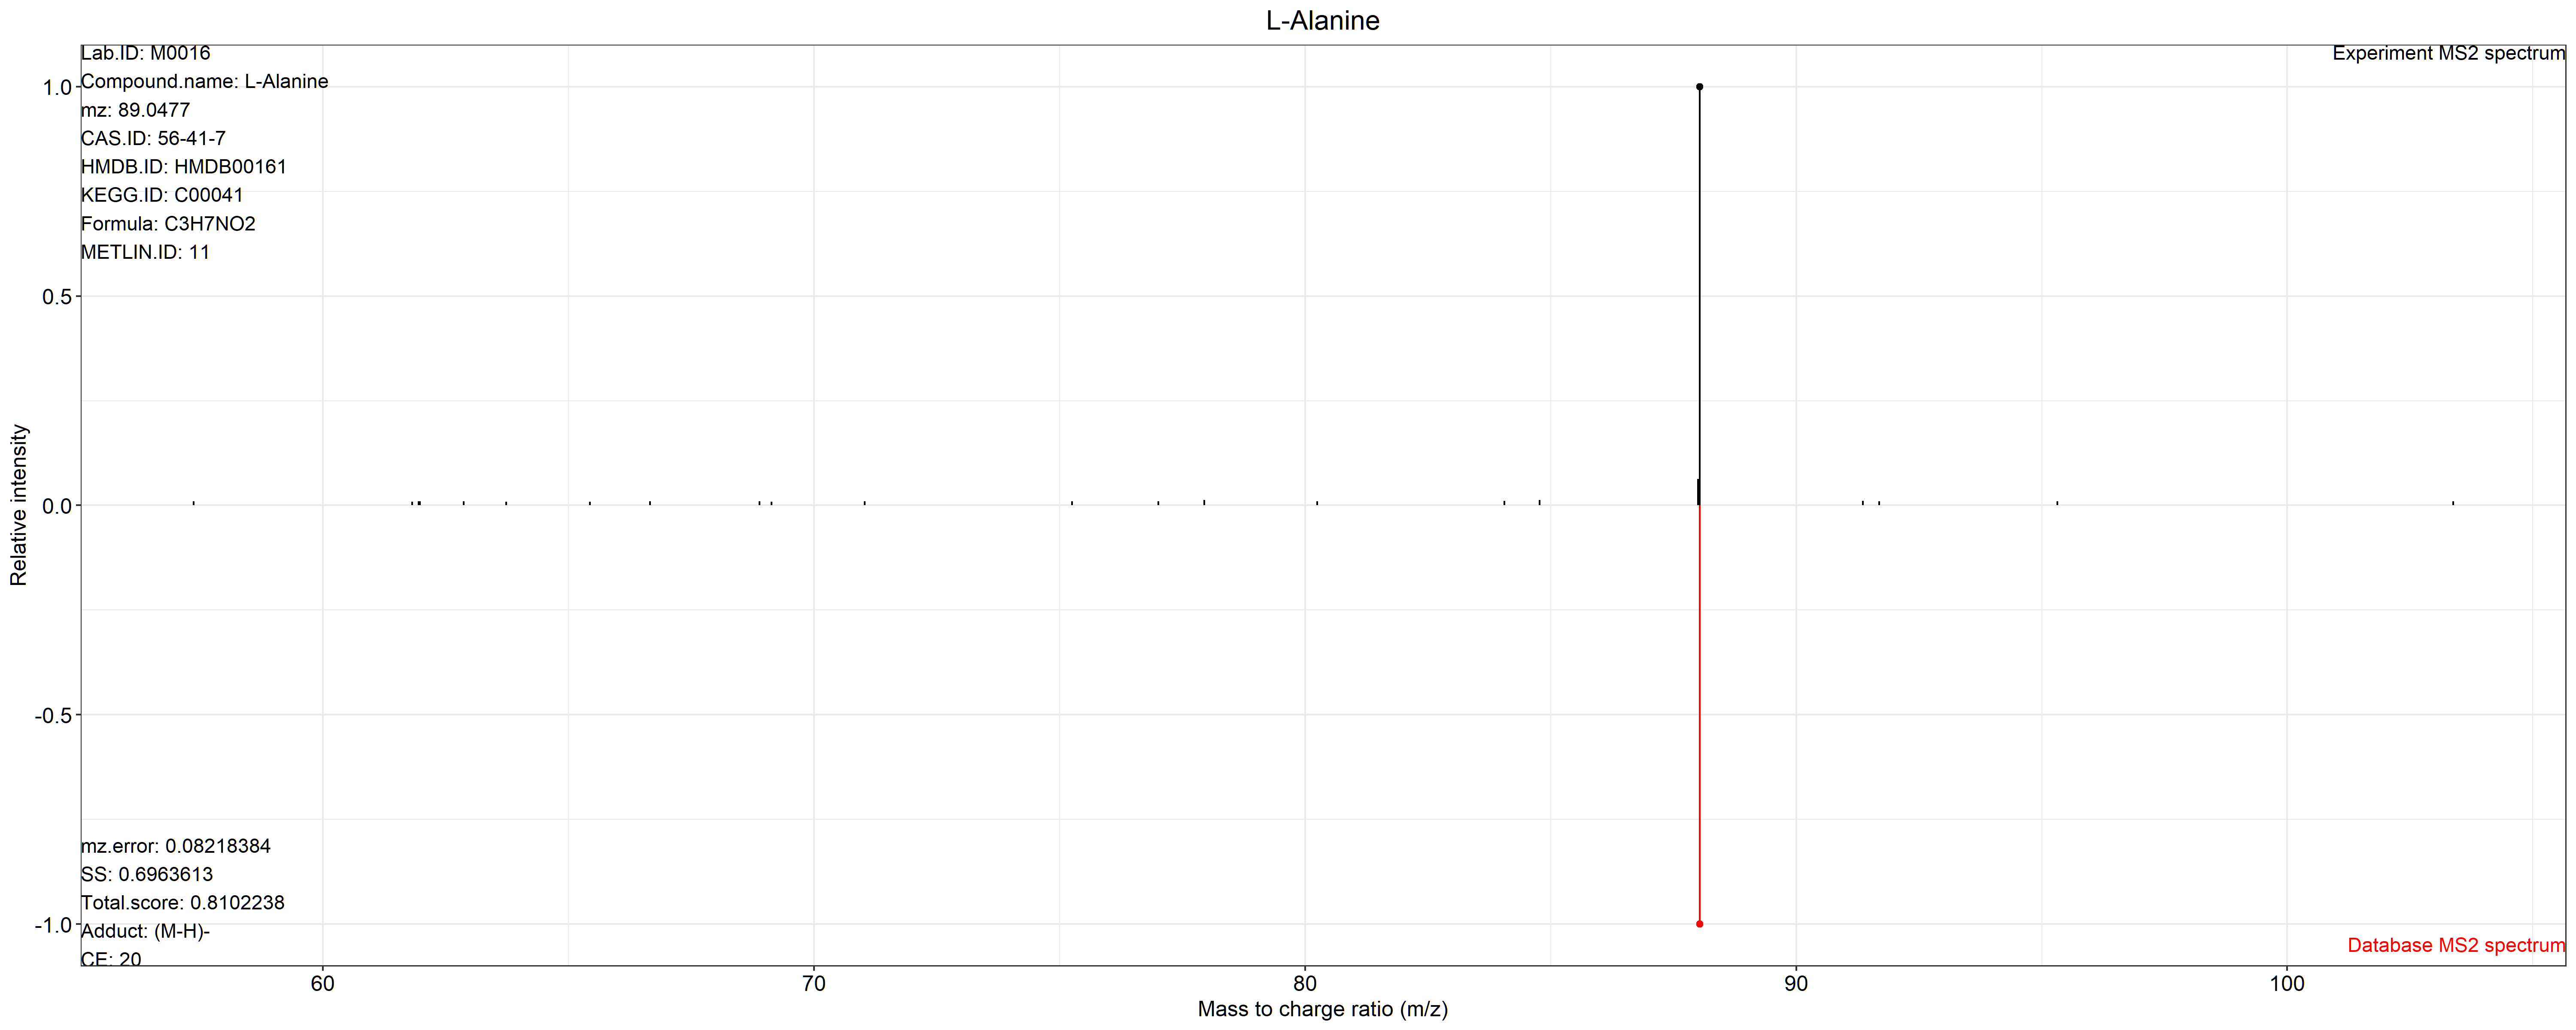 L-Alanine
Lab.ID: M0016
Experiment MS2 spectrum
Compound.name: L-Alanine
mz: 89.0477
CAS.ID: 56-41-7
HMDB.ID: HMDB00161
KEGG.ID: C00041
Formula: C3H7NO2
METLIN.ID: 11
1.0
0.5
0.0
-0.5
-1.0
Relative intensity
mz.error: 0.08218384
SS: 0.6963613
Total.score: 0.8102238
Adduct: (M-H)-
CE: 20
Database MS2 spectrum
60 70 80 90 100
Mass to charge ratio (m/z)